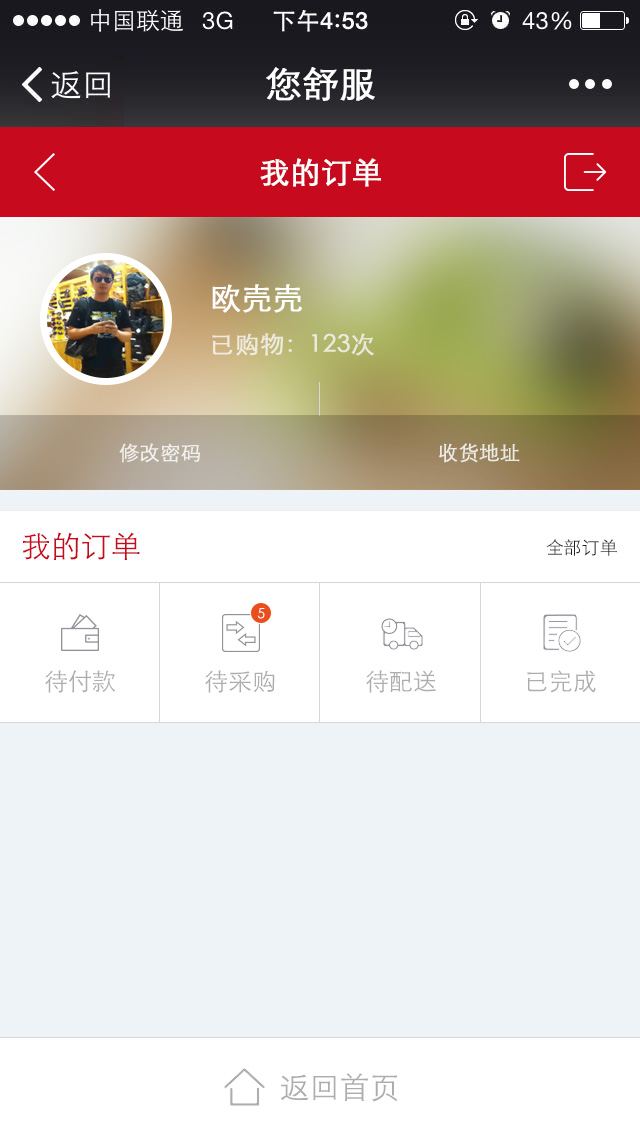 中国联通 3G 下午4:53 43%
返回 您舒服
我的订单
欧壳壳
已购物：123次
修改密码 收货地址
我的订单 全部订单
5
待付款 待采购 待配送 已完成
返回首页